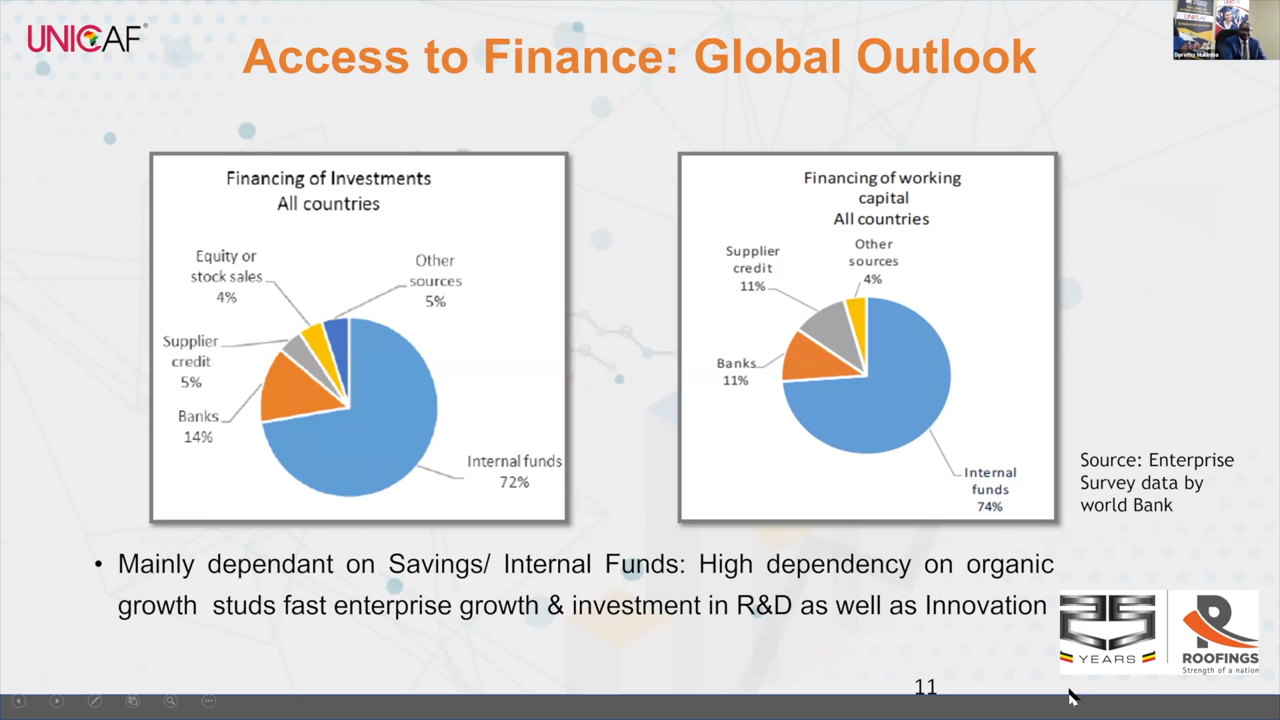 UNICAF®
Access to Finance: Global Outlook
Financing of Investments
All countries
Equity or
stock sales
4%
Other
sources
5%
Supplier
credit
5%
Banks
14%
Internal funds
72%
Financing of working
capital
All countries
Supplier
credit
11%
Other
sources
4%
Banks
11%
Internal
funds
74%
Source: Enterprise
Survey data by
world Bank
• Mainly dependant on Savings/ Internal Funds: High dependency on organic
growth studs fast enterprise growth & investment in R&D as well as Innovation
25
YEARS
R
ROOFINGS
Strength of a nation
11